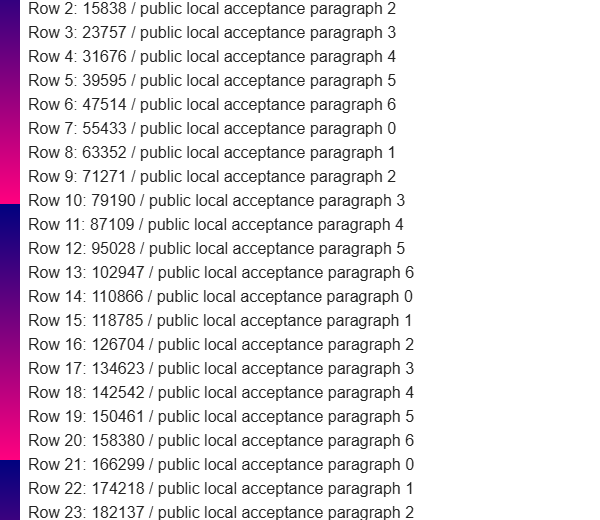 Row 2: 15838 / public local acceptance paragraph 2
Row 3: 23757 / public local acceptance paragraph 3
Row 4: 31676 / public local acceptance paragraph 4
Row 5: 39595 / public local acceptance paragraph 5
Row 6: 47514 / public local acceptance paragraph 6
Row 7: 55433 / public local acceptance paragraph 0
Row 8: 63352 / public local acceptance paragraph 1
Row 9: 71271 / public local acceptance paragraph 2
Row 10: 79190 / public local acceptance paragraph 3
Row 11: 87109 / public local acceptance paragraph 4
Row 12: 95028 / public local acceptance paragraph 5
Row 13: 102947 / public local acceptance paragraph 6
Row 14: 110866 / public local acceptance paragraph 0
Row 15: 118785 / public local acceptance paragraph 1
Row 16: 126704 / public local acceptance paragraph 2
Row 17: 134623 / public local acceptance paragraph 3
Row 18: 142542 / public local acceptance paragraph 4
Row 19: 150461 / public local acceptance paragraph 5
Row 20: 158380 / public local acceptance paragraph 6
Row 21: 166299 / public local acceptance paragraph 0
Row 22: 174218 / public local acceptance paragraph 1
Row 23: 182137 / public local acceptance paragraph 2